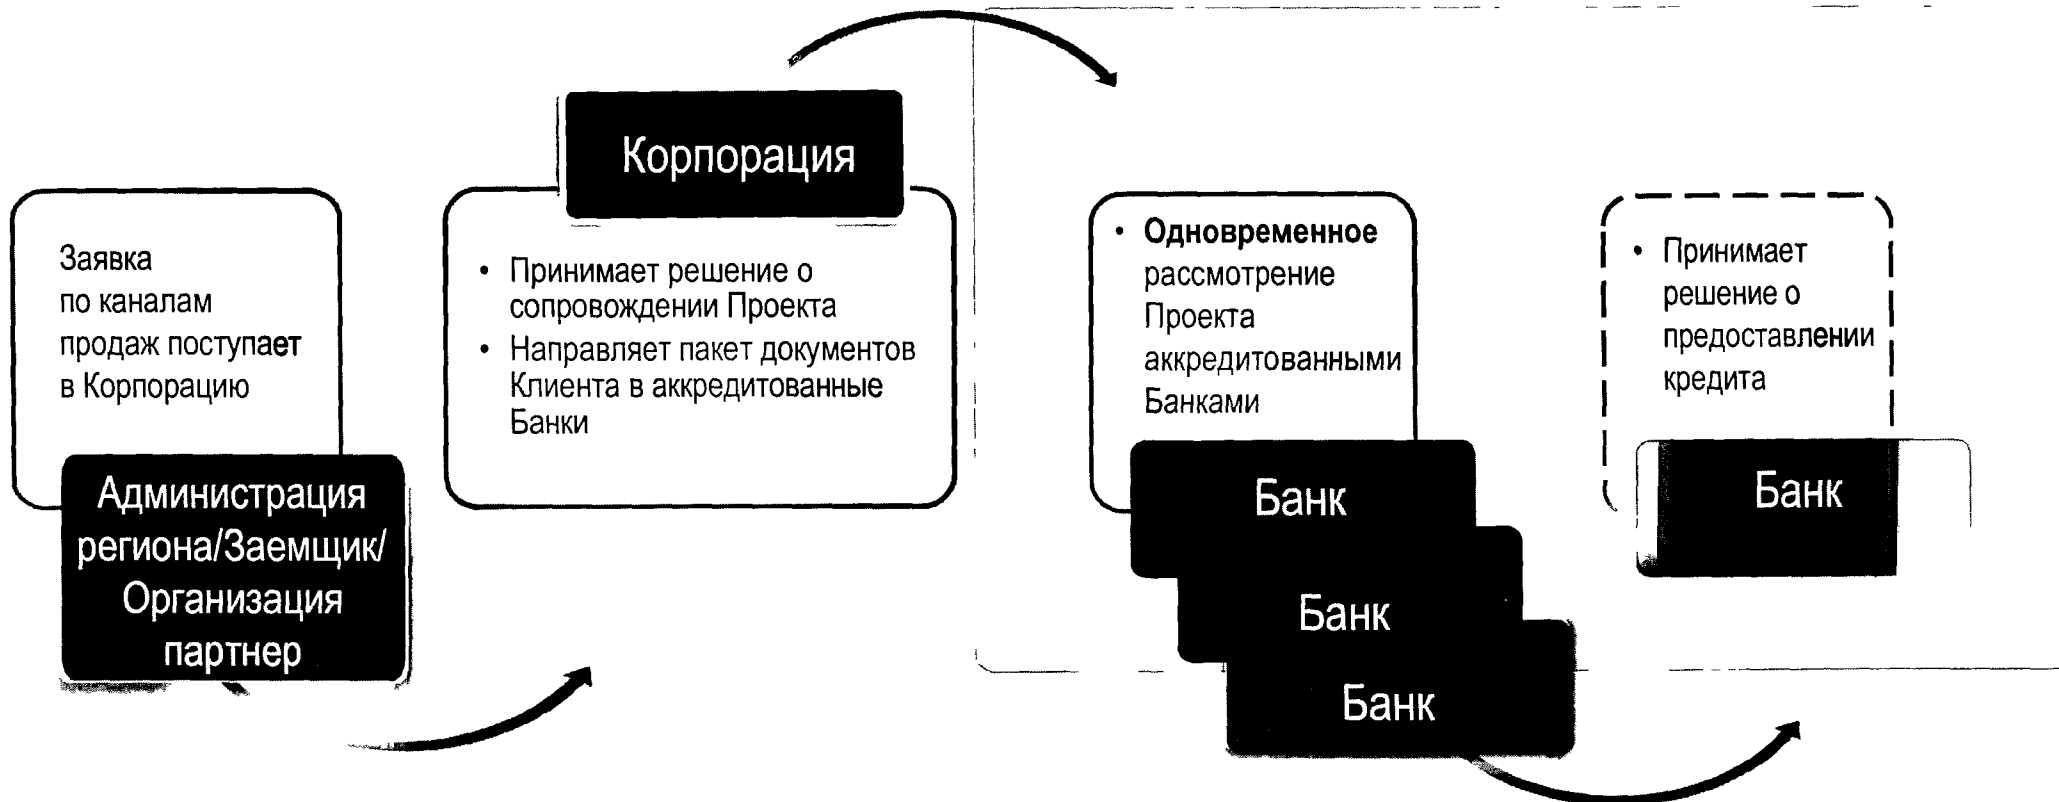 Заявка
по каналам
продаж поступает
в Корпорацию
Администрация
региона/Заемщик/
Организация
партнер
Корпорация
• Принимает решение о
сопровождении Проекта
• Направляет пакет документов
Клиента в аккредитованные
Банки
• Одновременное
рассмотрение
Проекта
аккредитованными
Банками
Банк
Банк
Банк
• Принимает
решение о
предоставлении
кредита
Банк